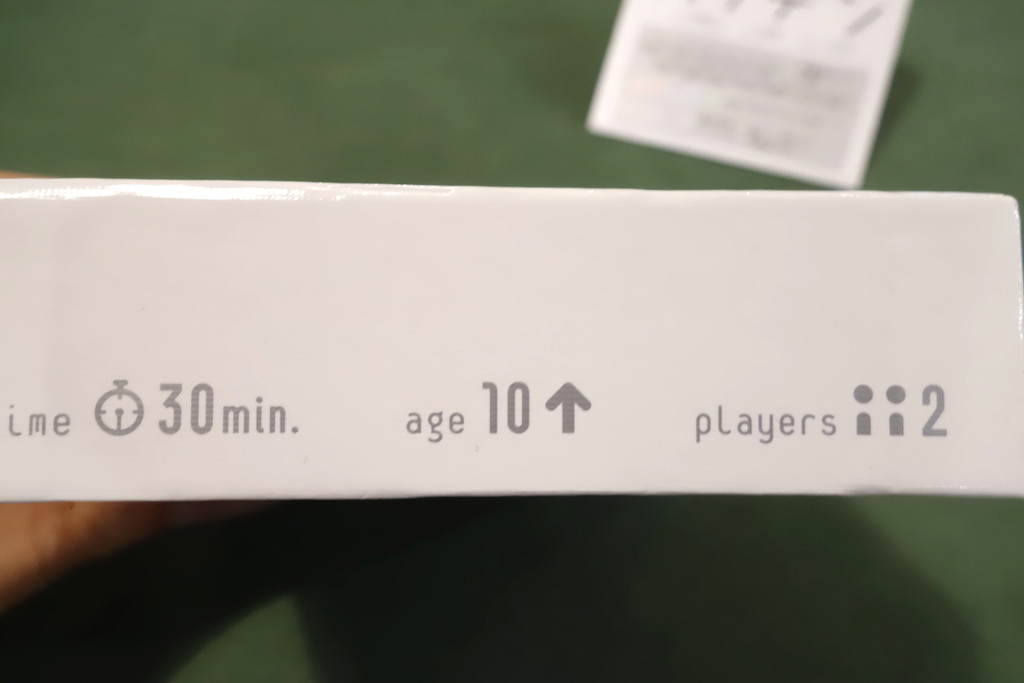 ime 30min. age 10↑ players 2